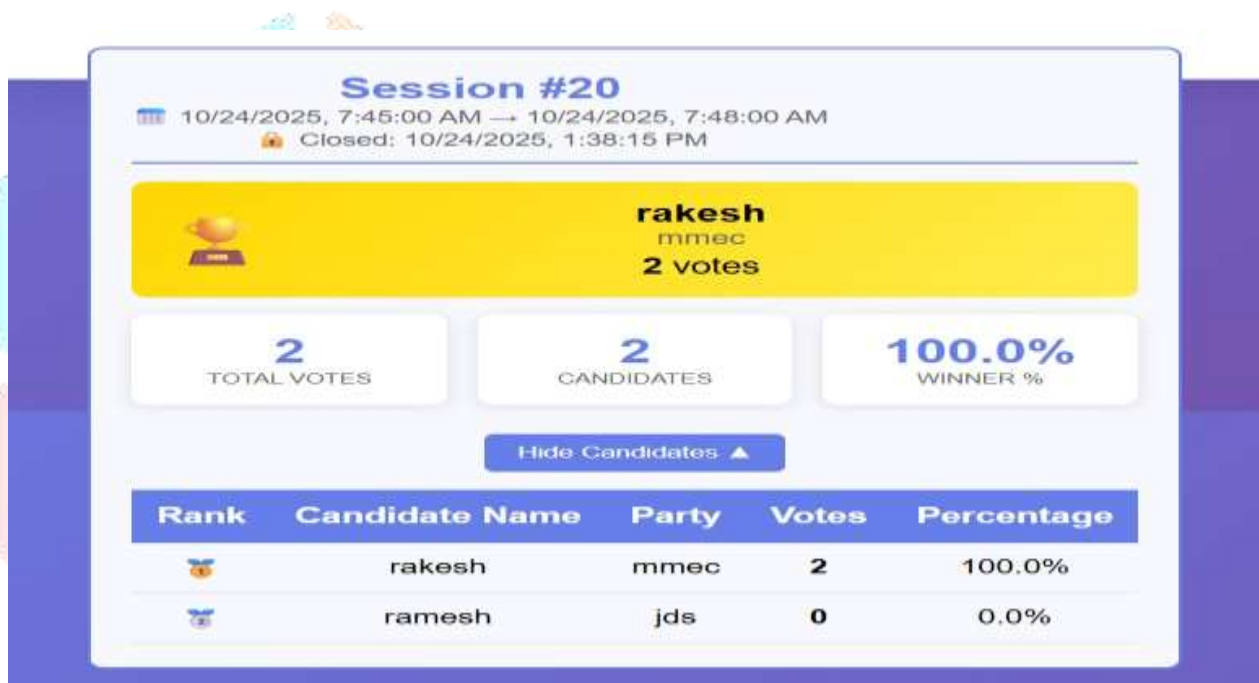 Session #20
10/24/2025, 7:45:00 AM → 10/24/2025, 7:48:00 AM
Closed: 10/24/2025, 1:38:15 PM
rakesh
mmec
2 votes
2
TOTAL VOTES
2
CANDIDATES
100.0%
WINNER %
Hide Candidates ▲
Rank Candidate Name Party Votes Percentage
1 rakesh mmec 2 100.0%
2 ramesh jds 0 0.0%